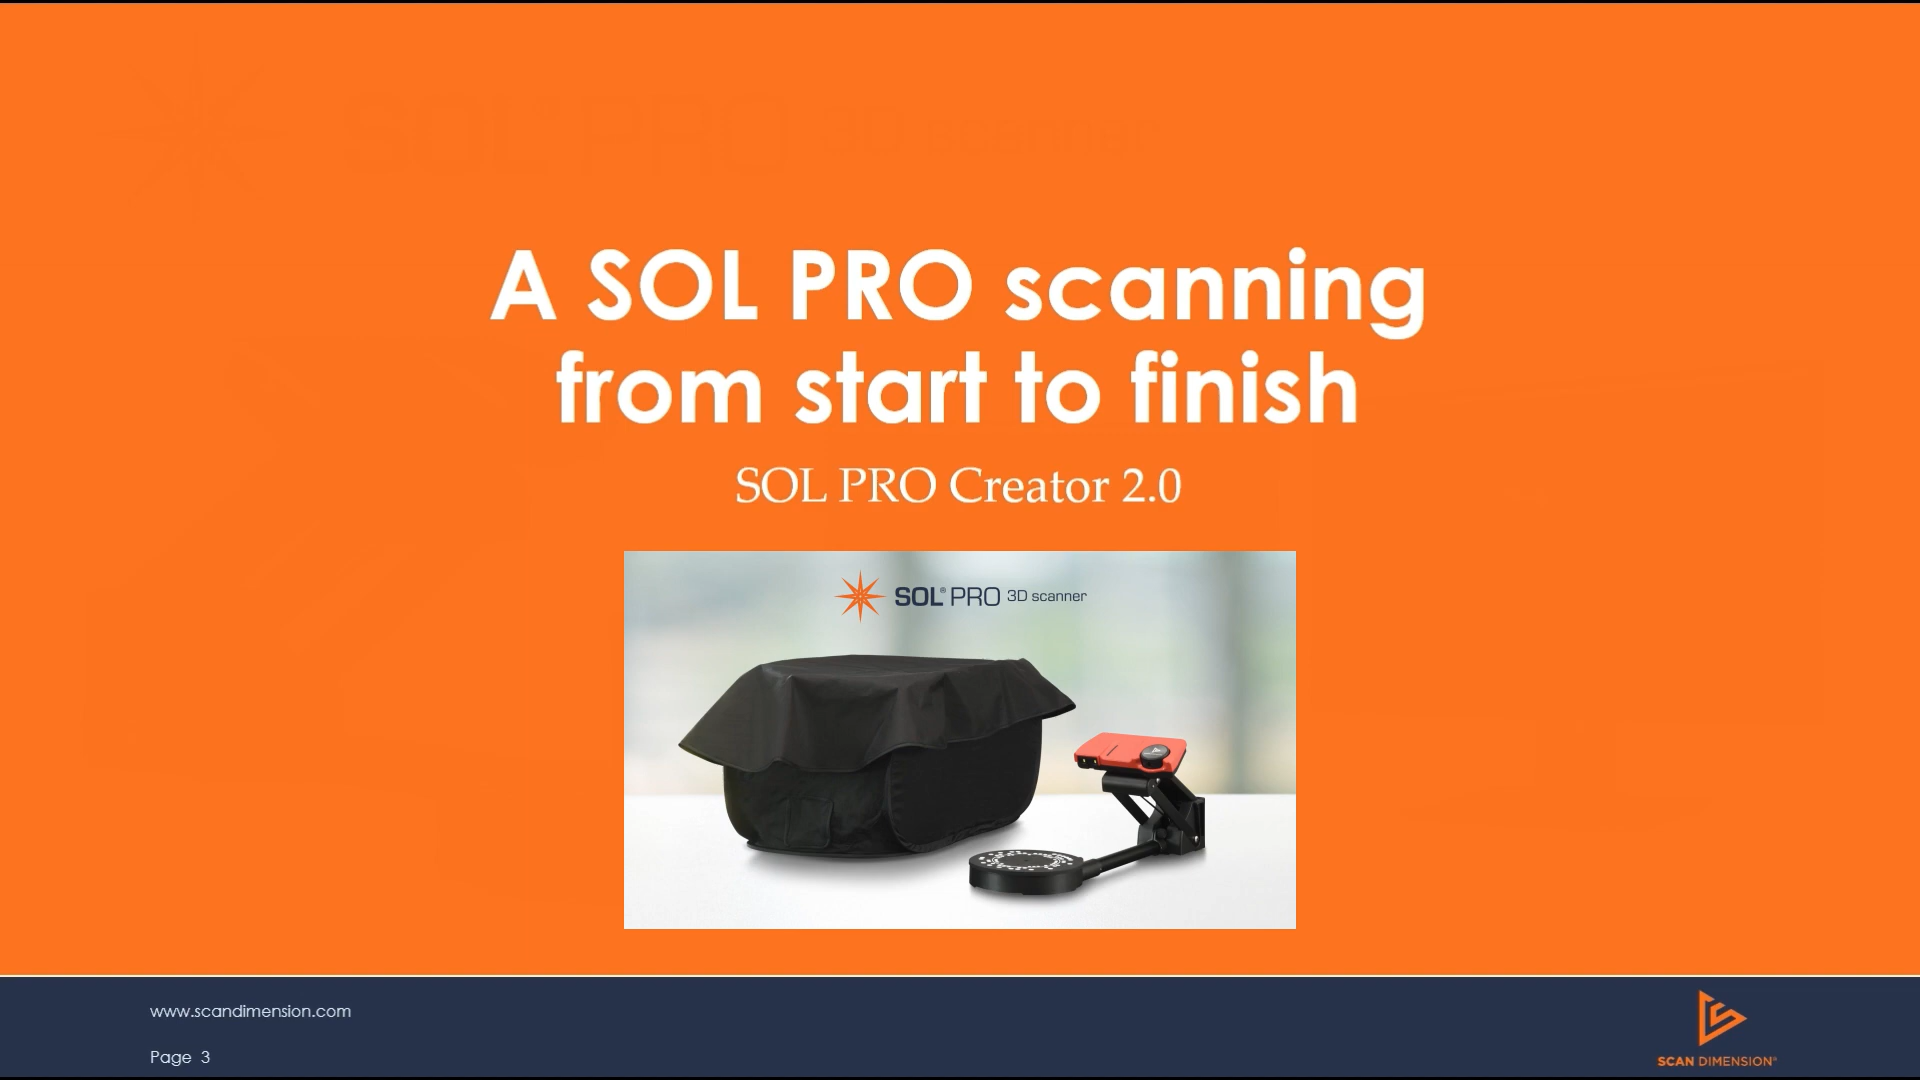 A SOL PRO scanning
from start to finish
SOL PRO Creator 2.0
SOL® PRO 3D scanner
www.scandimension.com
Page 3
SCAN DIMENSION®